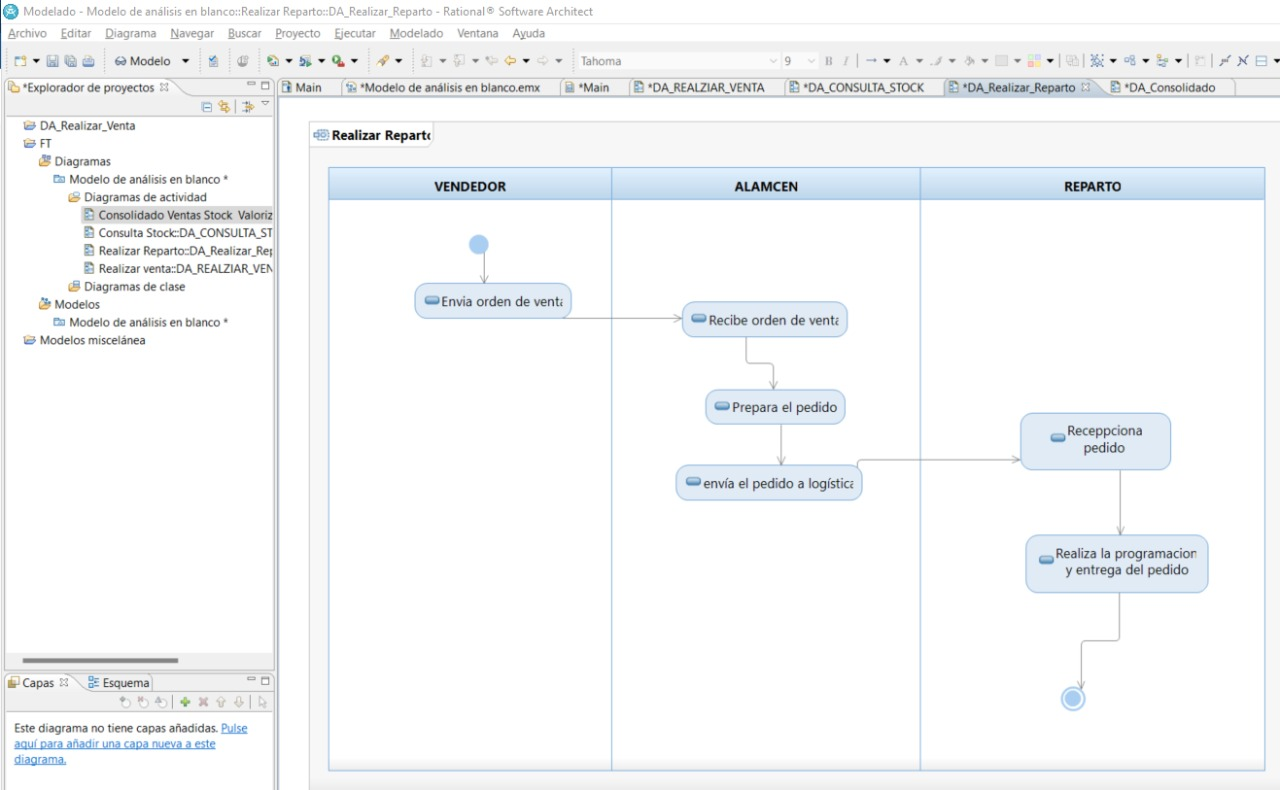 Modelado - Modelo de análisis en blanco::Realizar Reparto::DA_Realizar_Reparto - Rational® Software Architect
Archivo Editar Diagrama Navegar Buscar Proyecto Ejecutar Modelado Ventana Ayuda
Modelo Tahoma 9 B I A
*Explorador de proyectos
Main *Modelo de análisis en blanco.emx *Main *DA_REALZIAR_VENTA *DA_CONSULTA_STOCK *DA_Realizar_Reparto *DA_Consolidado
DA_Realizar_Venta
FT
Diagramas
Modelo de análisis en blanco *
Diagramas de actividad
Consolidado Ventas Stock Valoriz
Consulta Stock::DA_CONSULTA_ST
Realizar Reparto::DA_Realizar_Rep
Realizar venta::DA_REALZIAR_VEN
Diagramas de clase
Modelos
Modelo de análisis en blanco *
Modelos miscelánea
Realizar Reparto
VENDEDOR ALAMCEN REPARTO
Envia orden de venta
Recibe orden de venta
Prepara el pedido
envía el pedido a logística
Receppciona
pedido
Realiza la programacion
y entrega del pedido
Capas Esquema
Este diagrama no tiene capas añadidas. Pulse
aquí para añadir una capa nueva a este
diagrama.